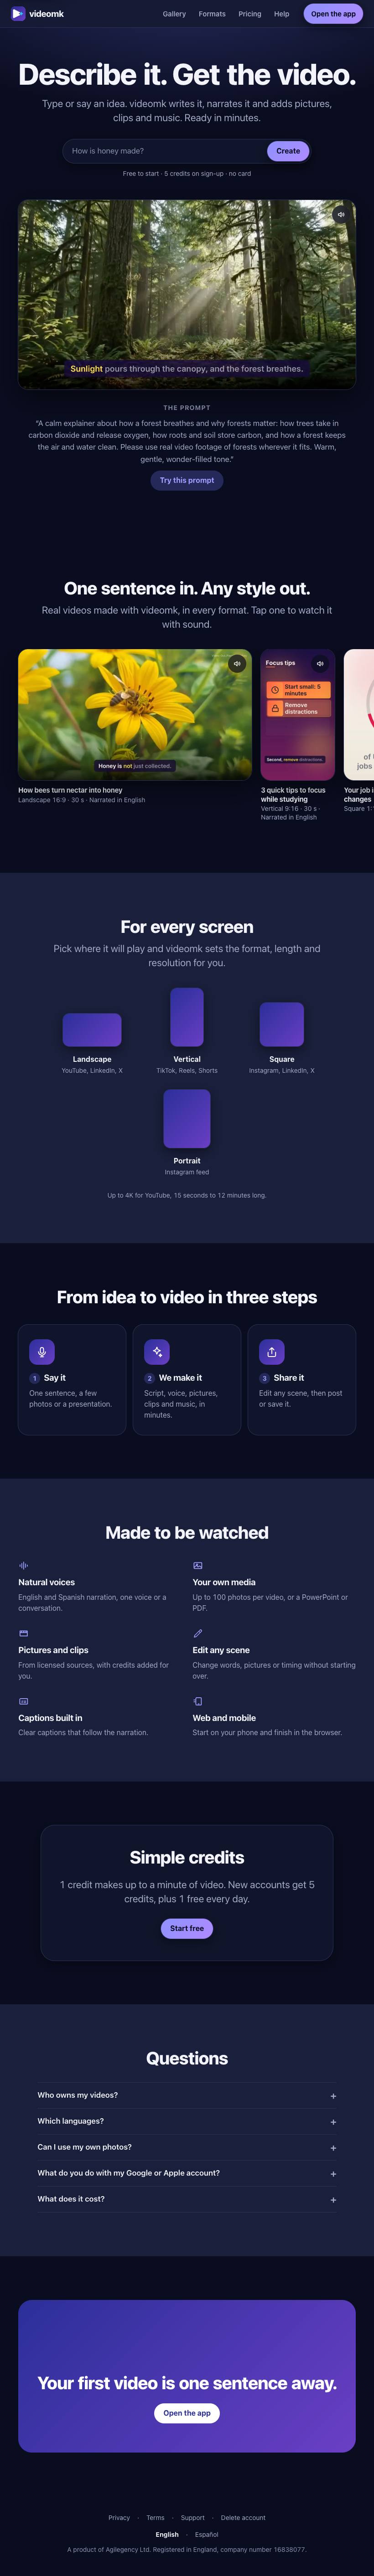 videomk
Gallery Formats Pricing Help Open the app
Describe it. Get the video.
Type or say an idea. videomk writes it, narrates it and adds pictures,
clips and music. Ready in minutes.
How is honey made? Create
Free to start · 5 credits on sign-up · no card
Sunlight pours through the canopy, and the forest breathes.
THE PROMPT
“A calm explainer about how a forest breathes and why forests matter: how trees take in
carbon dioxide and release oxygen, how roots and soil store carbon, and how a forest keeps
the air and water clean. Please use real video footage of forests wherever it fits. Warm,
gentle, wonder-filled tone.”
Try this prompt
One sentence in. Any style out.
Real videos made with videomk, in every format. Tap one to watch it
with sound.
Honey is not just collected.
How bees turn nectar into honey
Landscape 16:9 · 30 s · Narrated in English
Focus tips
Start small: 5
minutes
Remove
distractions
Second, remove distractions.
3 quick tips to focus
while studying
Vertical 9:16 · 30 s ·
Narrated in English
of
jobs
Your job i
changes
Square 1:
For every screen
Pick where it will play and videomk sets the format, length and
resolution for you.
Landscape
YouTube, LinkedIn, X
Vertical
TikTok, Reels, Shorts
Square
Instagram, LinkedIn, X
Portrait
Instagram feed
Up to 4K for YouTube, 15 seconds to 12 minutes long.
From idea to video in three steps
1 Say it
One sentence, a few
photos or a presentation.
2 We make it
Script, voice, pictures,
clips and music, in
minutes.
3 Share it
Edit any scene, then post
or save it.
Made to be watched
Natural voices
English and Spanish narration, one voice or a
conversation.
Your own media
Up to 100 photos per video, or a PowerPoint or
PDF.
Pictures and clips
From licensed sources, with credits added for
you.
Edit any scene
Change words, pictures or timing without starting
over.
Captions built in
Clear captions that follow the narration.
Web and mobile
Start on your phone and finish in the browser.
Simple credits
1 credit makes up to a minute of video. New accounts get 5
credits, plus 1 free every day.
Start free
Questions
Who owns my videos? +
Which languages? +
Can I use my own photos? +
What do you do with my Google or Apple account? +
What does it cost? +
Your first video is one sentence away.
Open the app
Privacy · Terms · Support · Delete account
English · Español
A product of Agilegency Ltd. Registered in England, company number 16838077.